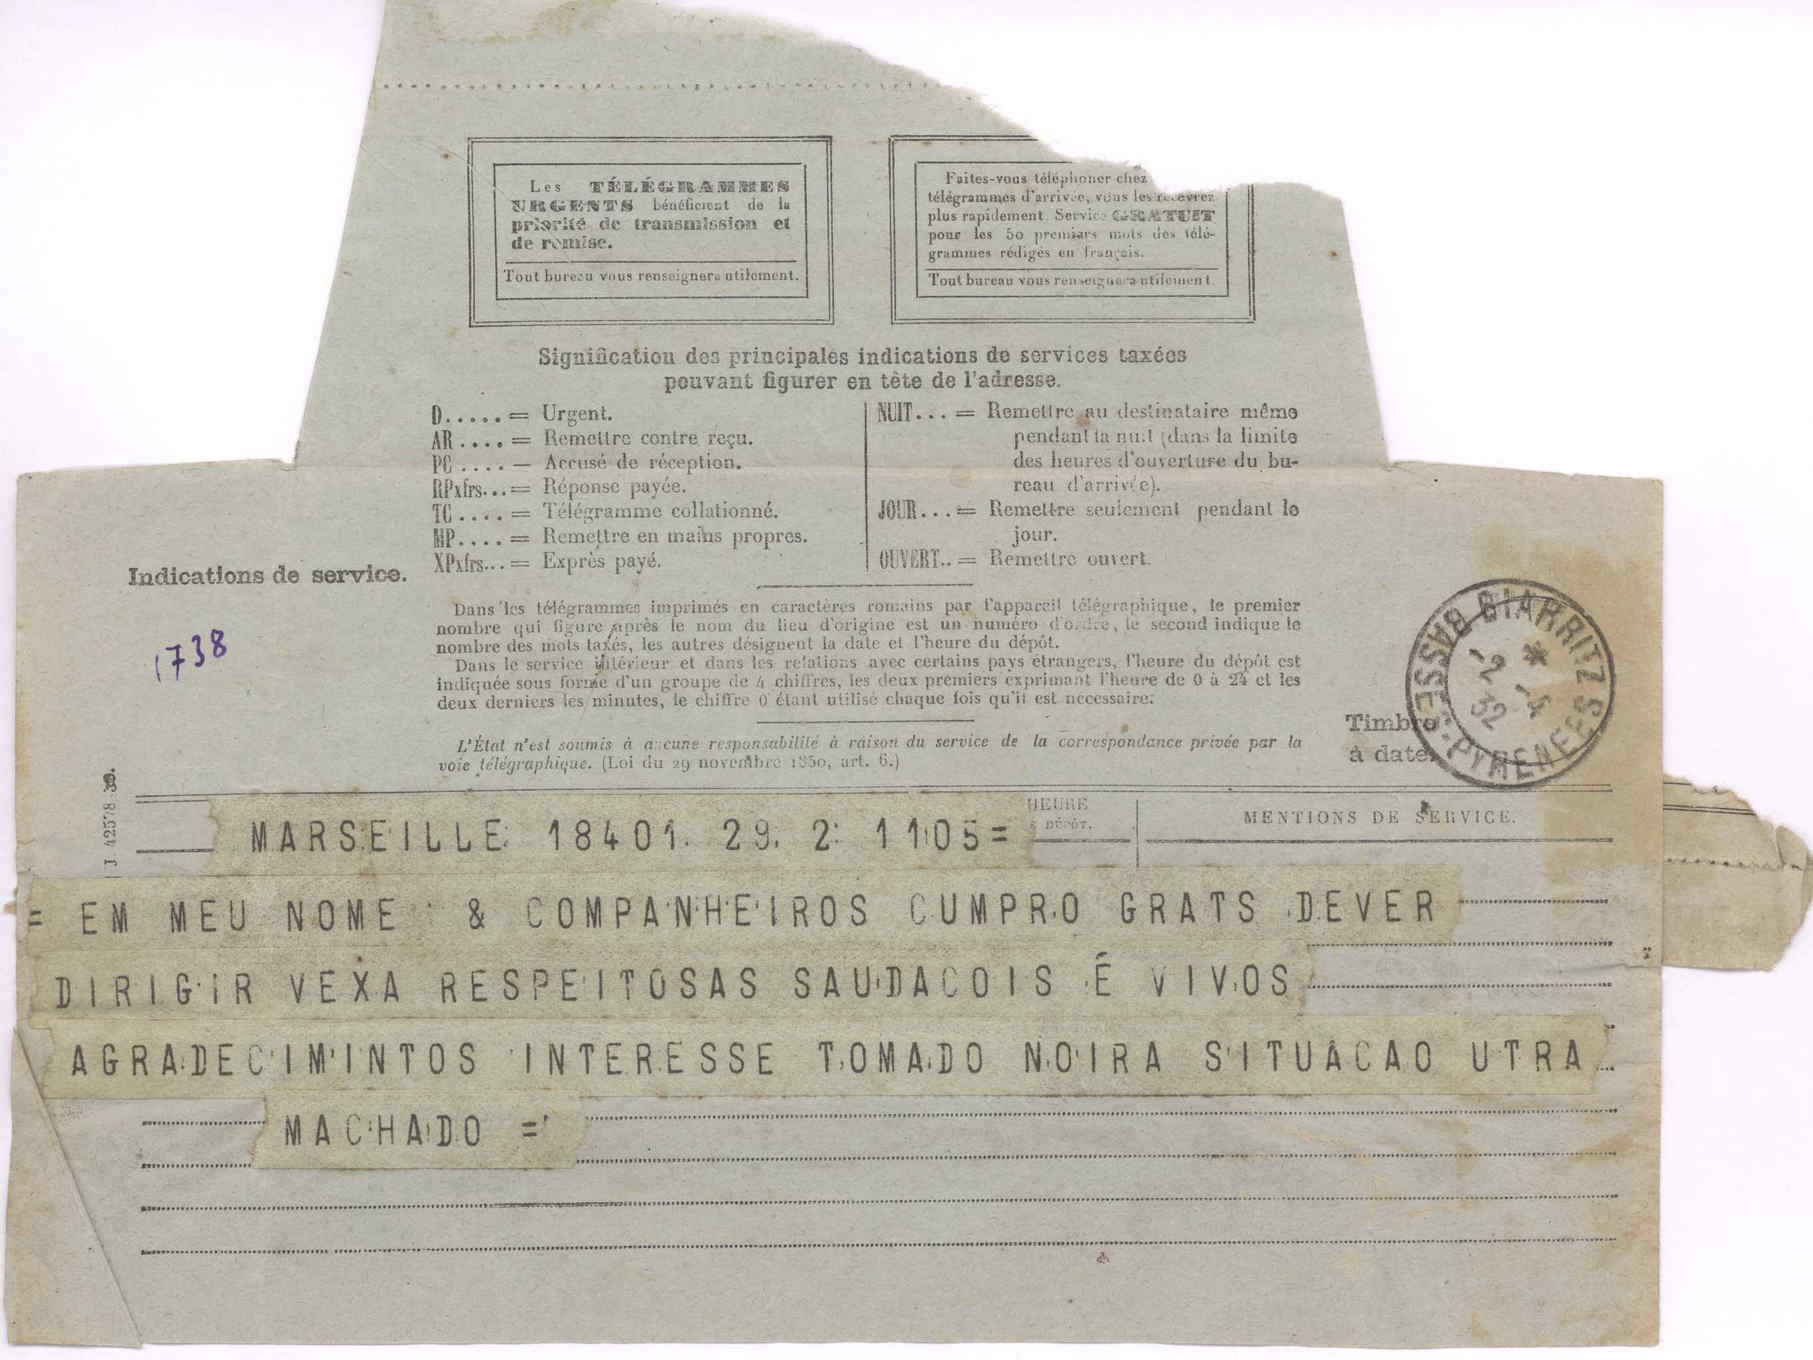 Les TÉLÉGRAMMES
URGENTS bénéficient de la
priorité de transmission et
de remise.
Tout bureau vous renseignera utilement.
Faites-vous téléphoner chez
télégrammes d'arrivée, vous les recevrez
plus rapidement. Service GRATUIT
pour les 50 premiers mots des télé-
grammes rédigés en français.
Tout bureau vous renseignera utilement.
Signification des principales indications de services taxées
pouvant figurer en tête de l'adresse.
D..... = Urgent.
AR.... = Remettre contre reçu.
PC.... = Accusé de réception.
RPxfrs... = Réponse payée.
TC.... = Télégramme collationné.
MP.... = Remettre en mains propres.
XPxfrs... = Exprès payé.
NUIT... = Remettre au destinataire même
pendant la nuit (dans la limite
des heures d'ouverture du bu-
reau d'arrivée).
JOUR... = Remettre seulement pendant le
jour.
OUVERT.. = Remettre ouvert.
Indications de service.
1738
Dans les télégrammes imprimés en caractères romains par l'appareil télégraphique, le premier
nombre qui figure après le nom du lieu d'origine est un numéro d'ordre, le second indique le
nombre des mots taxés, les autres désignent la date et l'heure du dépôt.
Dans le service intérieur et dans les relations avec certains pays étrangers, l'heure du dépôt est
indiquée sous forme d'un groupe de 4 chiffres, les deux premiers exprimant l'heure de 0 à 24 et les
deux derniers les minutes, le chiffre 0 étant utilisé chaque fois qu'il est nécessaire.
L'État n'est soumis à aucune responsabilité à raison du service de la correspondance privée par la
voie télégraphique. (Loi du 29 novembre 1850, art. 6.)
Timbre
à date.
BIARRITZ
BASSES-PYRENEES
-2 -4
32
J. 42578
HEURE
DÉPÔT.
MENTIONS DE SERVICE.
MARSEILLE 18401. 29. 2 1105=
= EM MEU NOME & COMPANHEIROS CUMPRO GRATS DEVER
DIRIGIR VEXA RESPEITOSAS SAUDACOIS É VIVOS
AGRADECIMINTOS INTERESSE TOMADO NOIRA SITUACAO UTRA
MACHADO =